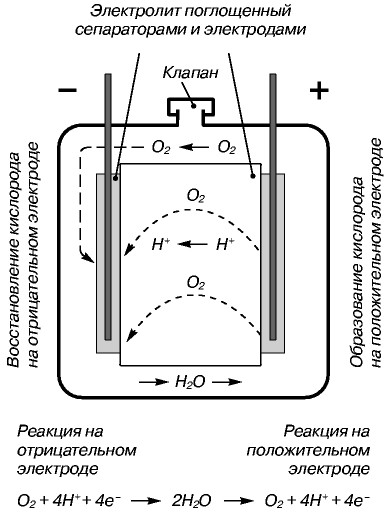 Электролит поглощенный
сепараторами и электродами
Клапан
–
+
O₂ ← O₂
Восстановление кислорода
на отрицательном электроде
O₂
H⁺ ← H⁺
O₂
Образование кислорода
на положительном электроде
→ H₂O →
Реакция на
отрицательном
электроде
Реакция на
положительном
электроде
O₂ + 4H⁺ + 4e⁻ → 2H₂O → O₂ + 4H⁺ + 4e⁻